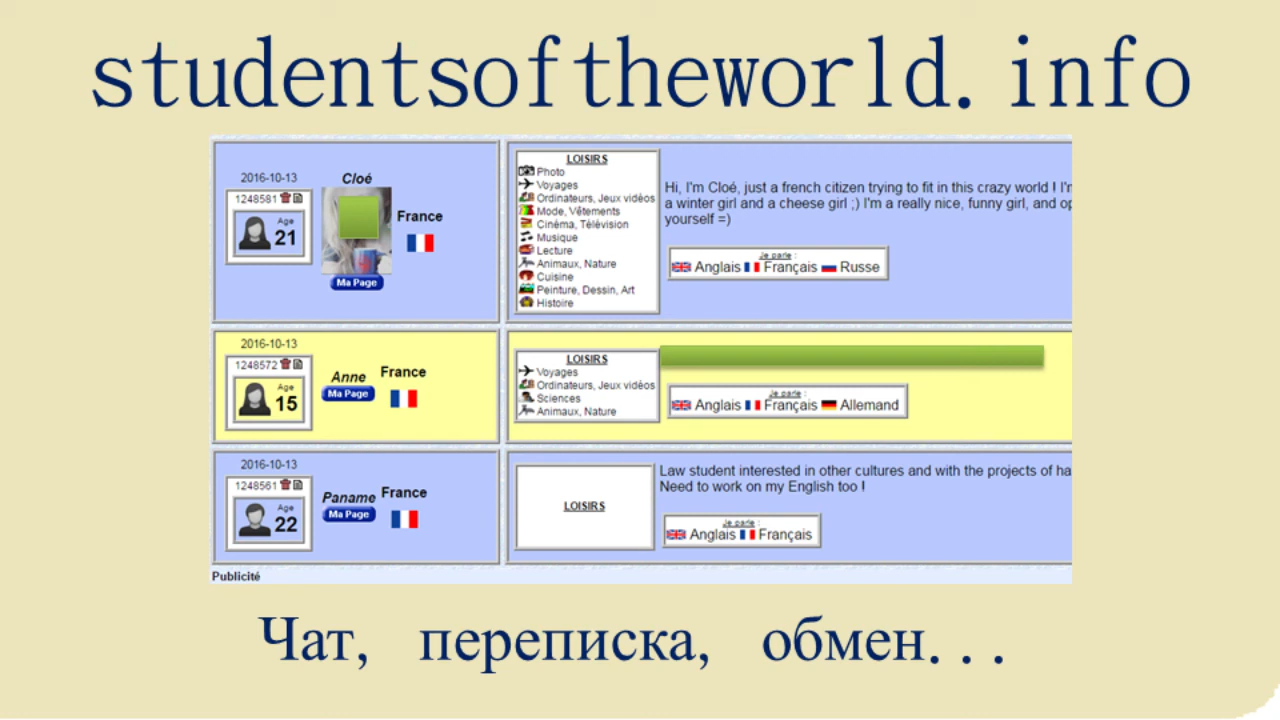 studentsoftheworld.info
2016-10-13
1248581
Age
21
Cloé
Ma Page
France
LOISIRS
Photo
Voyages
Ordinateurs, Jeux vidéos
Mode, Vêtements
Cinéma, Télévision
Musique
Lecture
Animaux, Nature
Cuisine
Peinture, Dessin, Art
Histoire
Hi, I'm Cloé, just a french citizen trying to fit in this crazy world ! I'm
a winter girl and a cheese girl ;) I'm a really nice, funny girl, and op
yourself =)
Je parle :
Anglais Français Russe
2016-10-13
1248572
Age
15
Anne
Ma Page
France
LOISIRS
Voyages
Ordinateurs, Jeux vidéos
Sciences
Animaux, Nature
Je parle :
Anglais Français Allemand
2016-10-13
1248561
Age
22
Paname
Ma Page
France
LOISIRS
Law student interested in other cultures and with the projects of ha
Need to work on my English too !
Je parle :
Anglais Français
Publicité
Чат, переписка, обмен...